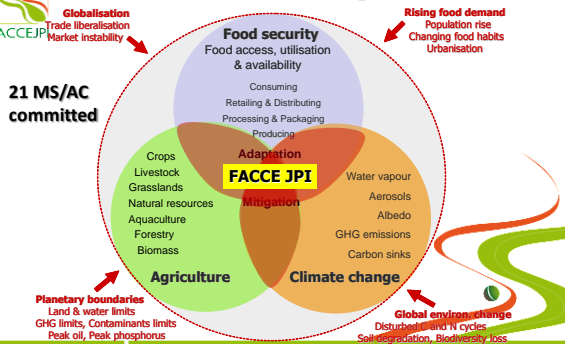 Globalisation
Trade liberalisation
Market instability
ACCEJPI
Rising food demand
Population rise
Changing food habits
Urbanisation
21 MS/AC
committed
Food security
Food access, utilisation
& availability
Consuming
Retailing & Distributing
Processing & Packaging
Producing
Adaptation
FACCE JPI
Mitigation
Crops
Livestock
Grasslands
Natural resources
Aquaculture
Forestry
Biomass
Agriculture
Water vapour
Aerosols
Albedo
GHG emissions
Carbon sinks
Climate change
Planetary boundaries
Land & water limits
GHG limits, Contaminants limits
Peak oil, Peak phosphorus
Global environ. change
Disturbed C and N cycles
Soil degradation, Biodiversity loss